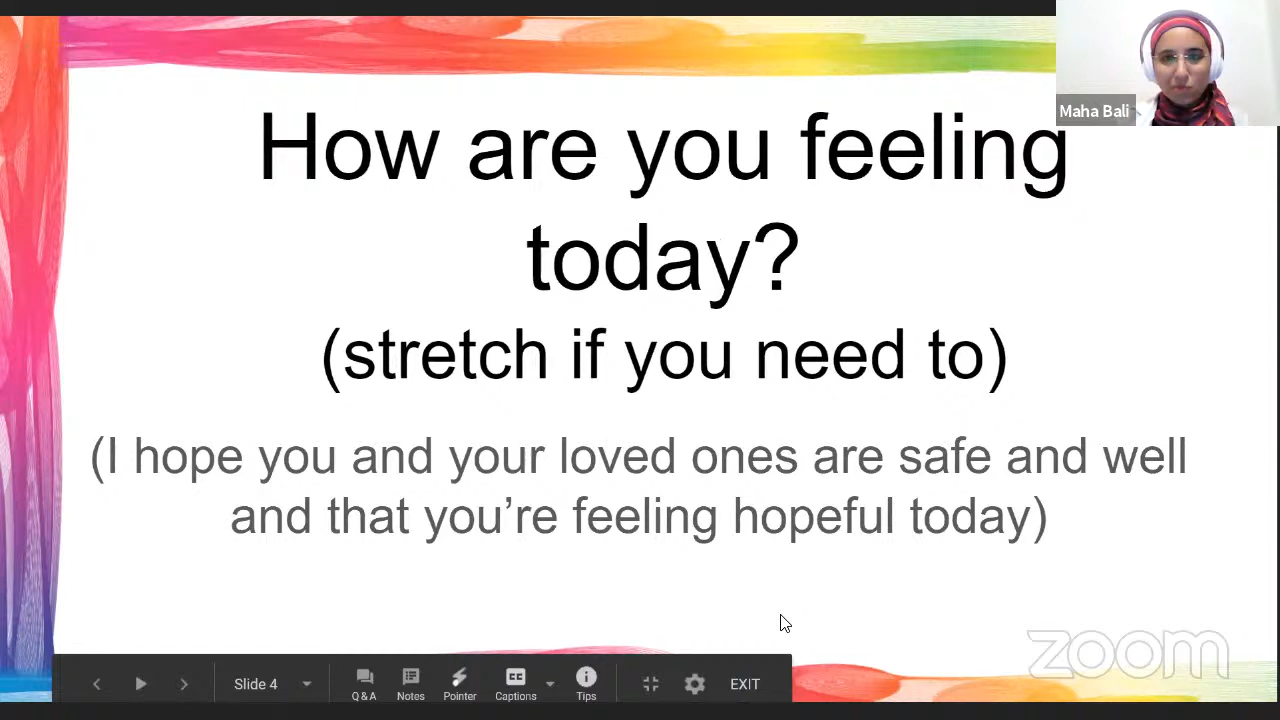 How are you feeling
today?
(stretch if you need to)
(I hope you and your loved ones are safe and well
and that you’re feeling hopeful today)
Maha Bali
zoom
Slide 4
Q&A
Notes
Pointer
CC
Captions
Tips
EXIT